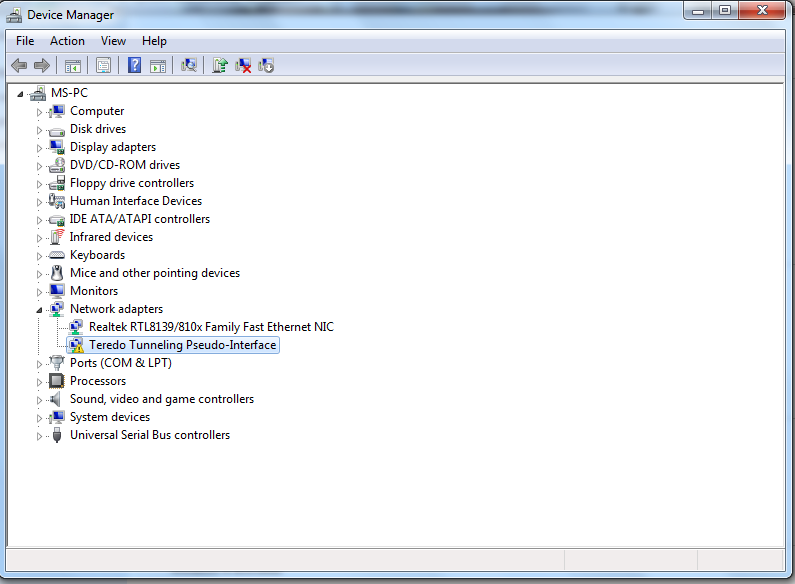 Device Manager
File Action View Help
MS-PC
Computer
Disk drives
Display adapters
DVD/CD-ROM drives
Floppy drive controllers
Human Interface Devices
IDE ATA/ATAPI controllers
Infrared devices
Keyboards
Mice and other pointing devices
Monitors
Network adapters
Realtek RTL8139/810x Family Fast Ethernet NIC
Teredo Tunneling Pseudo-Interface
Ports (COM & LPT)
Processors
Sound, video and game controllers
System devices
Universal Serial Bus controllers